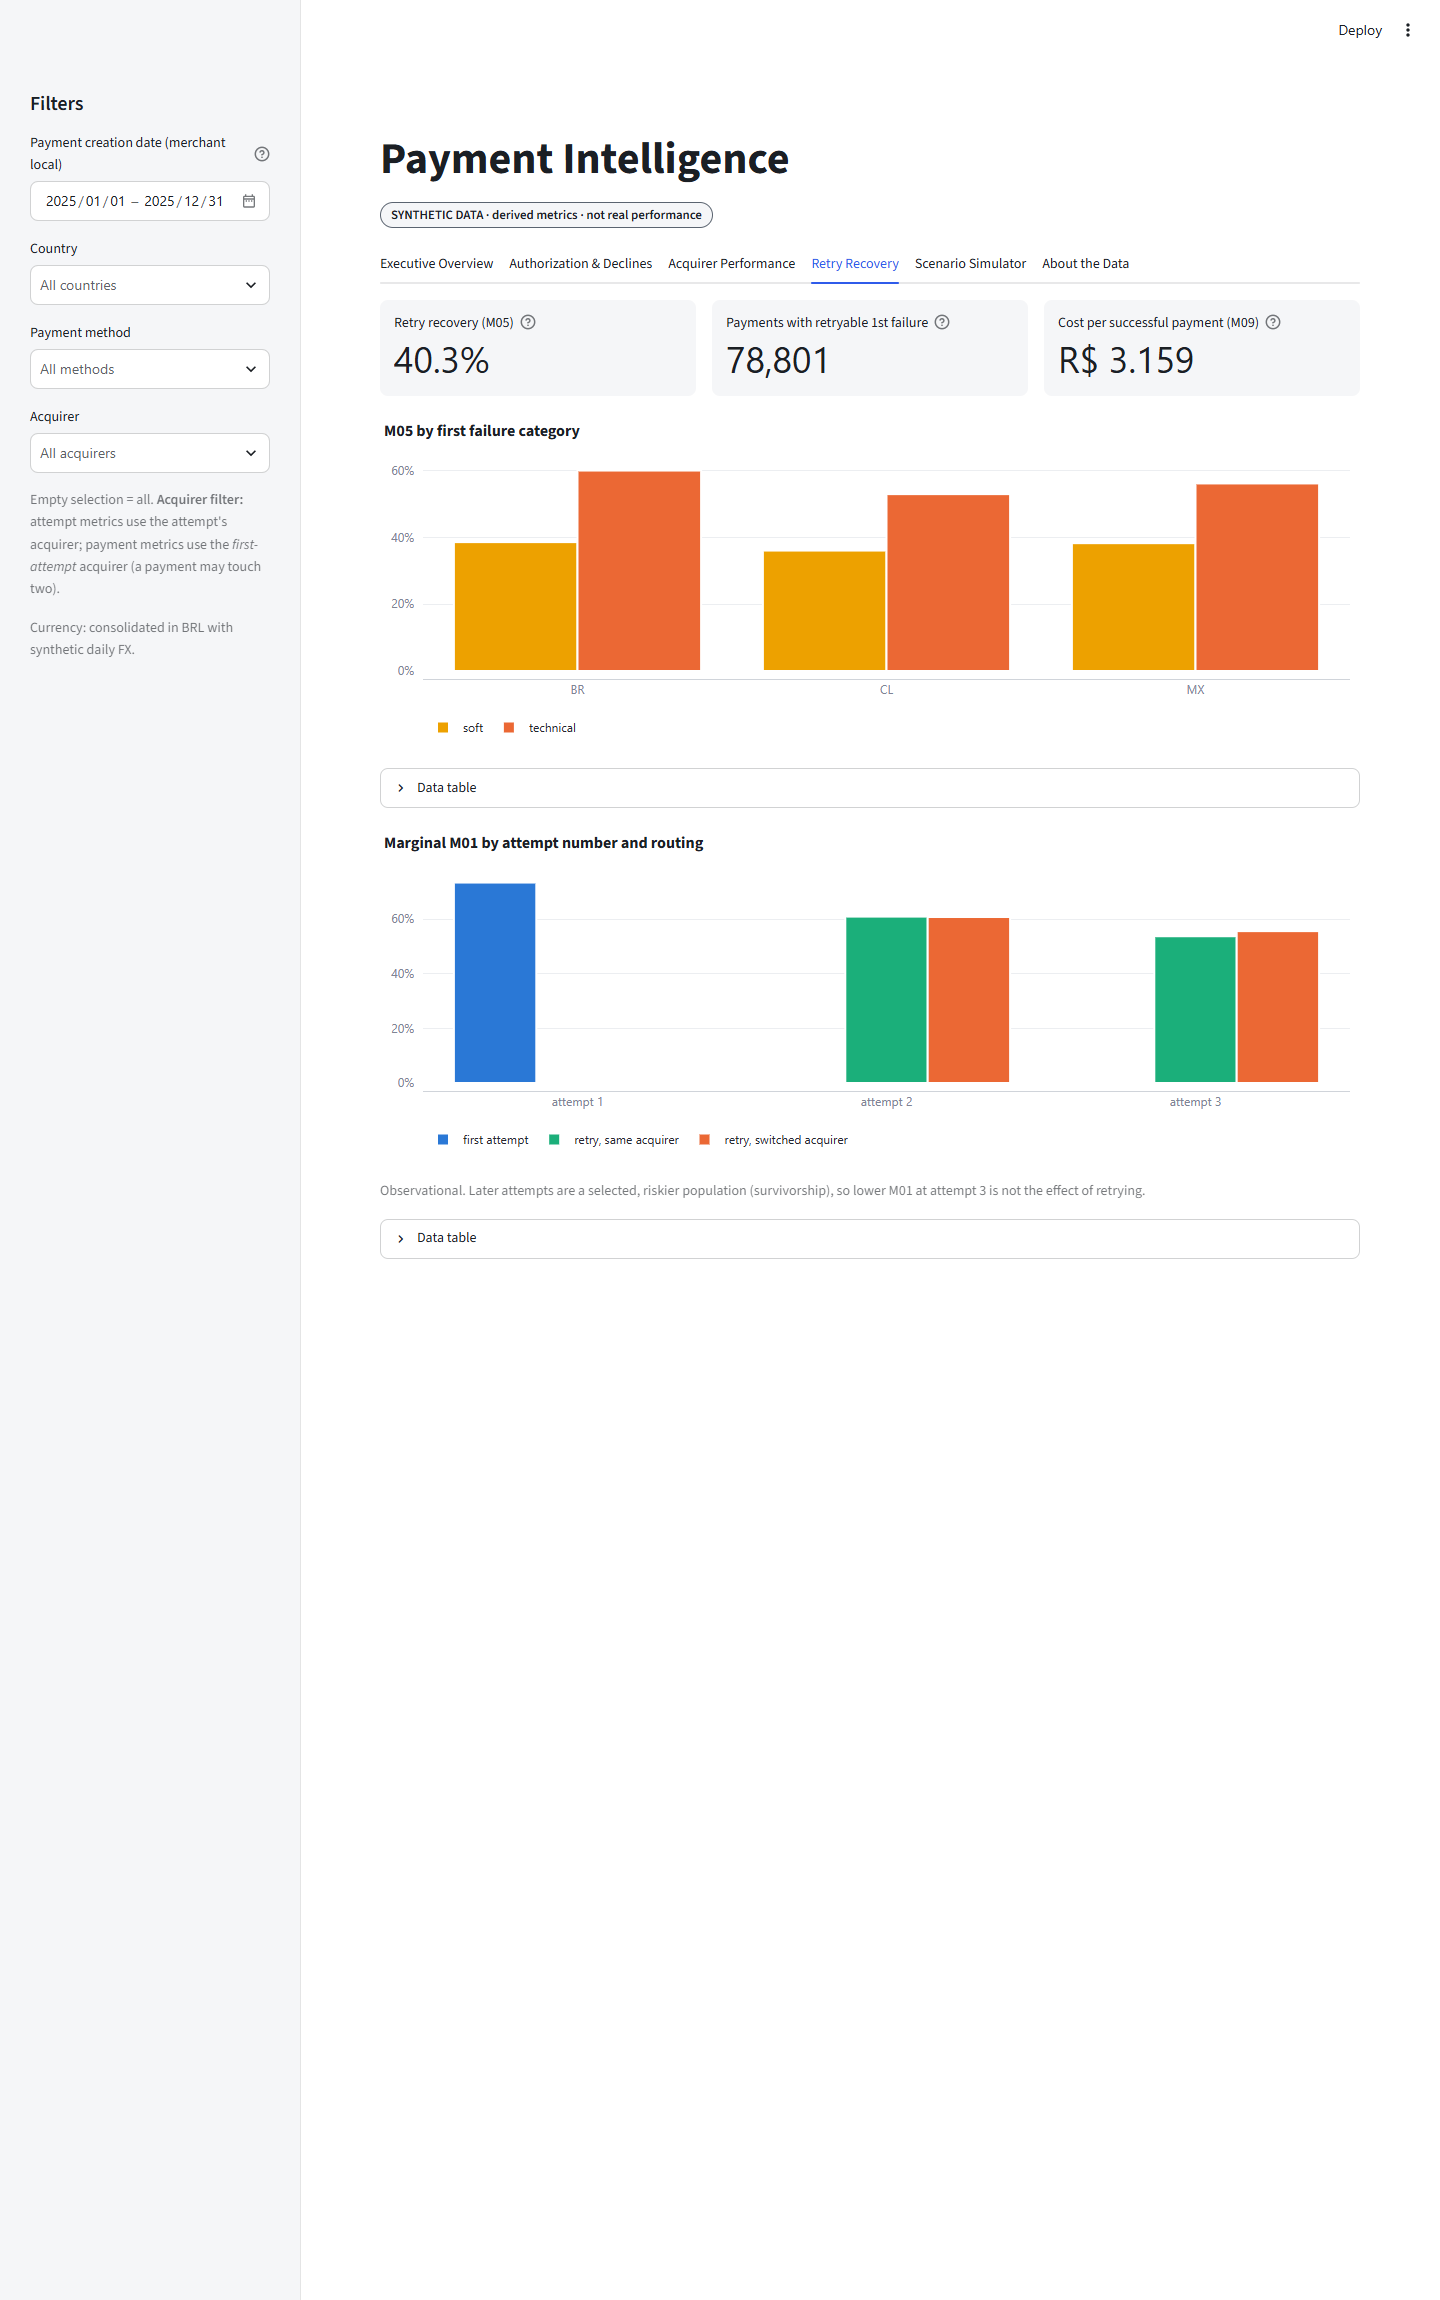 Deploy
Filters
Payment creation date (merchant
local)
2025/01/01 – 2025/12/31
Country
All countries
Payment method
All methods
Acquirer
All acquirers
Empty selection = all. Acquirer filter:
attempt metrics use the attempt's
acquirer; payment metrics use the first-
attempt acquirer (a payment may touch
two).
Currency: consolidated in BRL with
synthetic daily FX.
Payment Intelligence
SYNTHETIC DATA · derived metrics · not real performance
Executive Overview Authorization & Declines Acquirer Performance Retry Recovery Scenario Simulator About the Data
Retry recovery (M05)
40.3%
Payments with retryable 1st failure
78,801
Cost per successful payment (M09)
R$ 3.159
M05 by first failure category
60%
40%
20%
0%
BR CL MX
soft technical
Data table
Marginal M01 by attempt number and routing
60%
40%
20%
0%
attempt 1 attempt 2 attempt 3
first attempt retry, same acquirer retry, switched acquirer
Observational. Later attempts are a selected, riskier population (survivorship), so lower M01 at attempt 3 is not the effect of retrying.
Data table